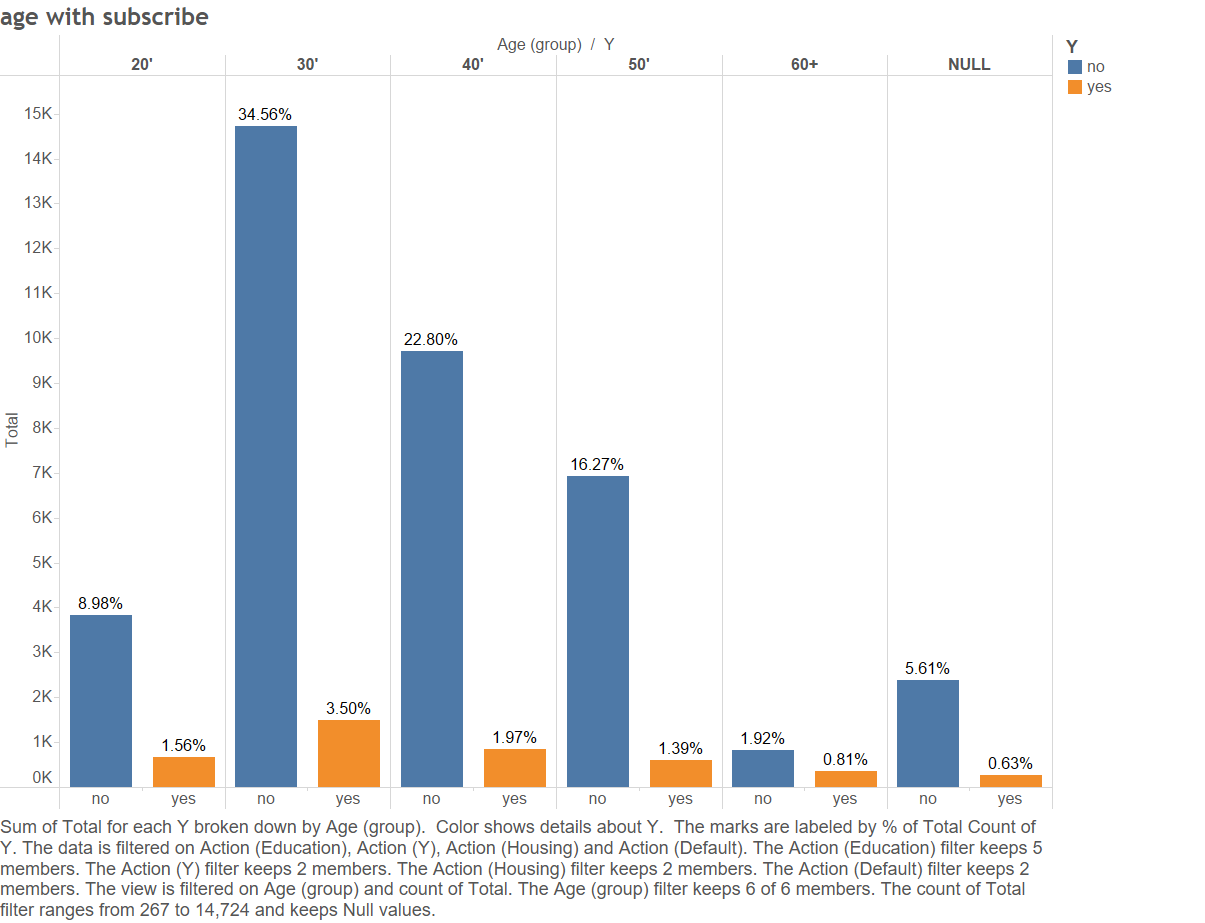 age with subscribe
Age (group) / Y
20' 30' 40' 50' 60+ NULL
Y
no
yes
15K
14K
13K
12K
11K
10K
9K
8K
7K
6K
5K
4K
3K
2K
1K
0K
Total
8.98%
1.56%
34.56%
3.50%
22.80%
1.97%
16.27%
1.39%
1.92%
0.81%
5.61%
0.63%
no yes no yes no yes no yes no yes no yes
Sum of Total for each Y broken down by Age (group). Color shows details about Y. The marks are labeled by % of Total Count of
Y. The data is filtered on Action (Education), Action (Y), Action (Housing) and Action (Default). The Action (Education) filter keeps 5
members. The Action (Y) filter keeps 2 members. The Action (Housing) filter keeps 2 members. The Action (Default) filter keeps 2
members. The view is filtered on Age (group) and count of Total. The Age (group) filter keeps 6 of 6 members. The count of Total
filter ranges from 267 to 14,724 and keeps Null values.